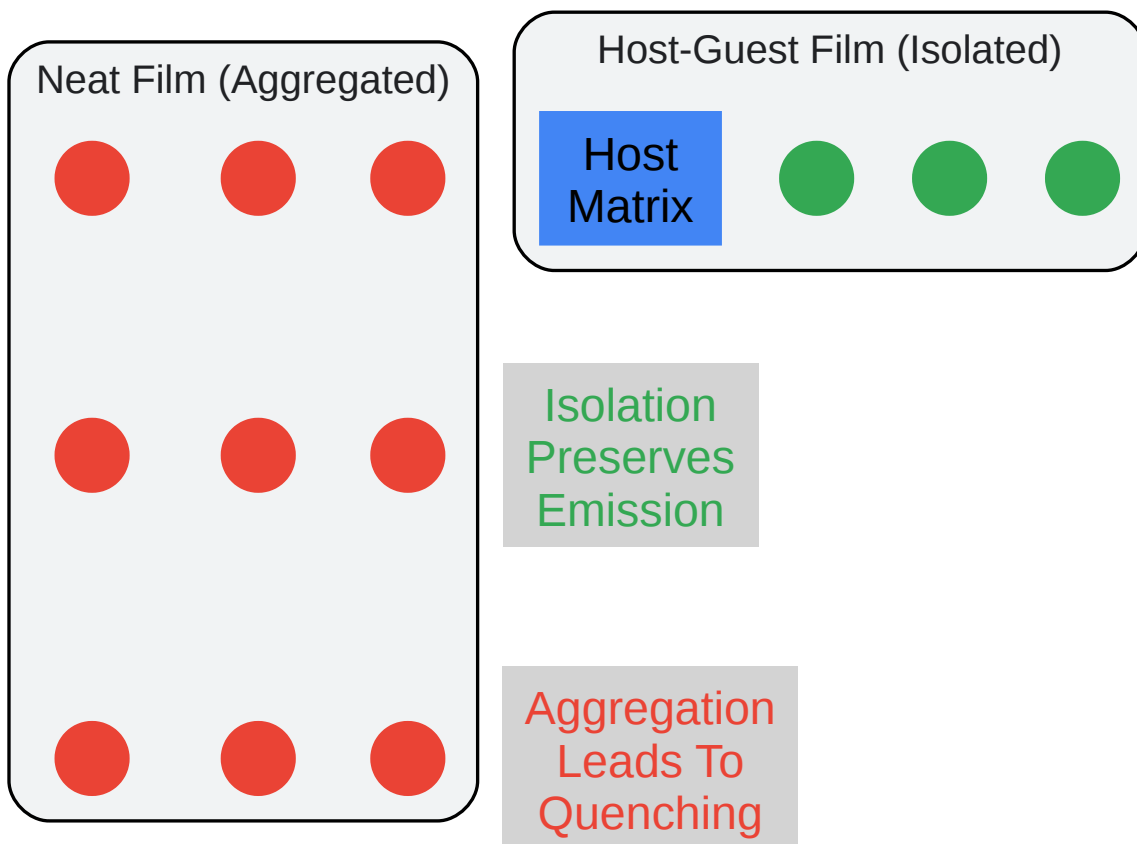 Neat Film (Aggregated)
Host-Guest Film (Isolated)
Host
Matrix
Isolation
Preserves
Emission
Aggregation
Leads To
Quenching